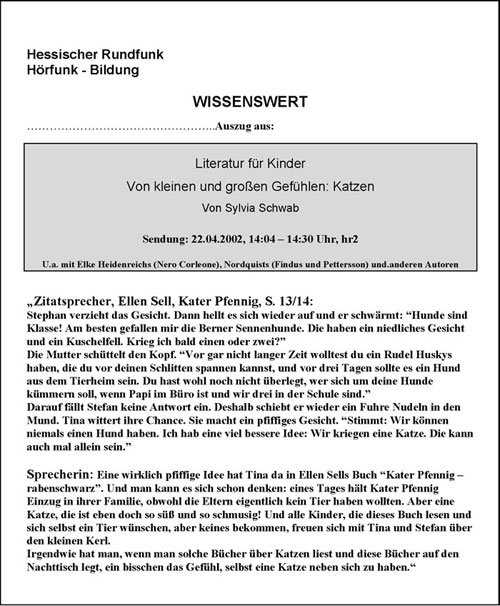 Hessischer Rundfunk
Hörfunk - Bildung
WISSENSWERT
…………………………………………..Auszug aus:
Literatur für Kinder
Von kleinen und großen Gefühlen: Katzen
Von Sylvia Schwab
Sendung: 22.04.2002, 14:04 – 14:30 Uhr, hr2
U.a. mit Elke Heidenreichs (Nero Corleone), Nordquists (Findus und Pettersson) und.anderen Autoren
„Zitatsprecher, Ellen Sell, Kater Pfennig, S. 13/14:
Stephan verzieht das Gesicht. Dann hellt es sich wieder auf und er schwärmt: “Hunde sind
Klasse! Am besten gefallen mir die Berner Sennenhunde. Die haben ein niedliches Gesicht
und ein Kuschelfell. Krieg ich bald einen oder zwei?”
Die Mutter schüttelt den Kopf. “Vor gar nicht langer Zeit wolltest du ein Rudel Huskys
haben, die du vor deinen Schlitten spannen kannst, und vor drei Tagen sollte es ein Hund
aus dem Tierheim sein. Du hast wohl noch nicht überlegt, wer sich um deine Hunde
kümmern soll, wenn Papi im Büro ist und wir drei in der Schule sind.”
Darauf fällt Stefan keine Antwort ein. Deshalb schiebt er wieder ein Fuhre Nudeln in den
Mund. Tina wittert ihre Chance. Sie macht ein pfiffiges Gesicht. “Stimmt: Wir können
niemals einen Hund haben. Ich hab eine viel bessere Idee: Wir kriegen eine Katze. Die kann
auch mal allein sein.”
Sprecherin: Eine wirklich pfiffige Idee hat Tina da in Ellen Sells Buch “Kater Pfennig –
rabenschwarz”. Und man kann es sich schon denken: eines Tages hält Kater Pfennig
Einzug in ihrer Familie, obwohl die Eltern eigentlich kein Tier haben wollten. Aber eine
Katze, die ist eben doch so süß und so schmusig! Und alle Kinder, die dieses Buch lesen und
sich selbst ein Tier wünschen, aber keines bekommen, freuen sich mit Tina und Stefan über
den kleinen Kerl.
Irgendwie hat man, wenn man solche Bücher über Katzen liest und diese Bücher auf den
Nachttisch legt, ein bisschen das Gefühl, selbst eine Katze neben sich zu haben.“